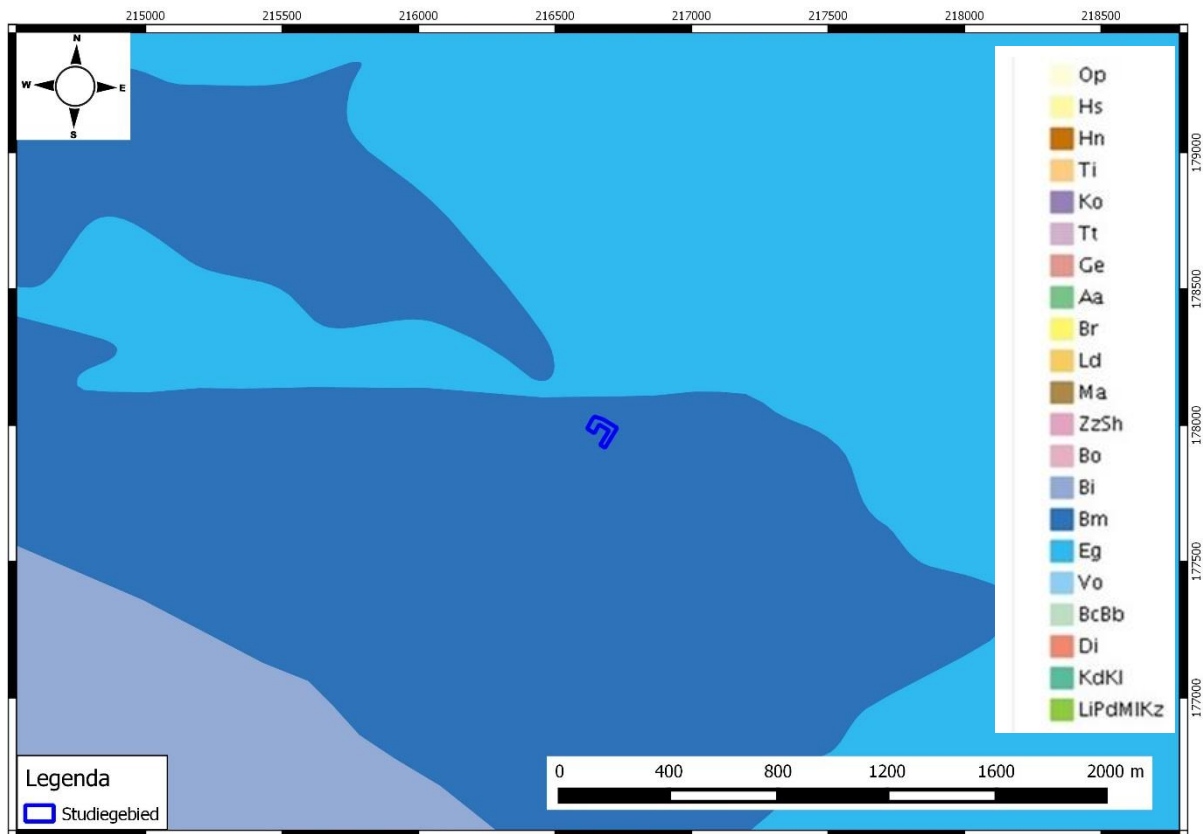 215000 215500 216000 216500 217000 217500 218000 218500
N
W E
S
179000
178500
178000
177500
177000
Op
Hs
Hn
Ti
Ko
Tt
Ge
Aa
Br
Ld
Ma
ZzSh
Bo
Bi
Bm
Eg
Vo
BcBb
Di
KdKl
LiPdMlKz
Legenda
Studiegebied
0 400 800 1200 1600 2000 m